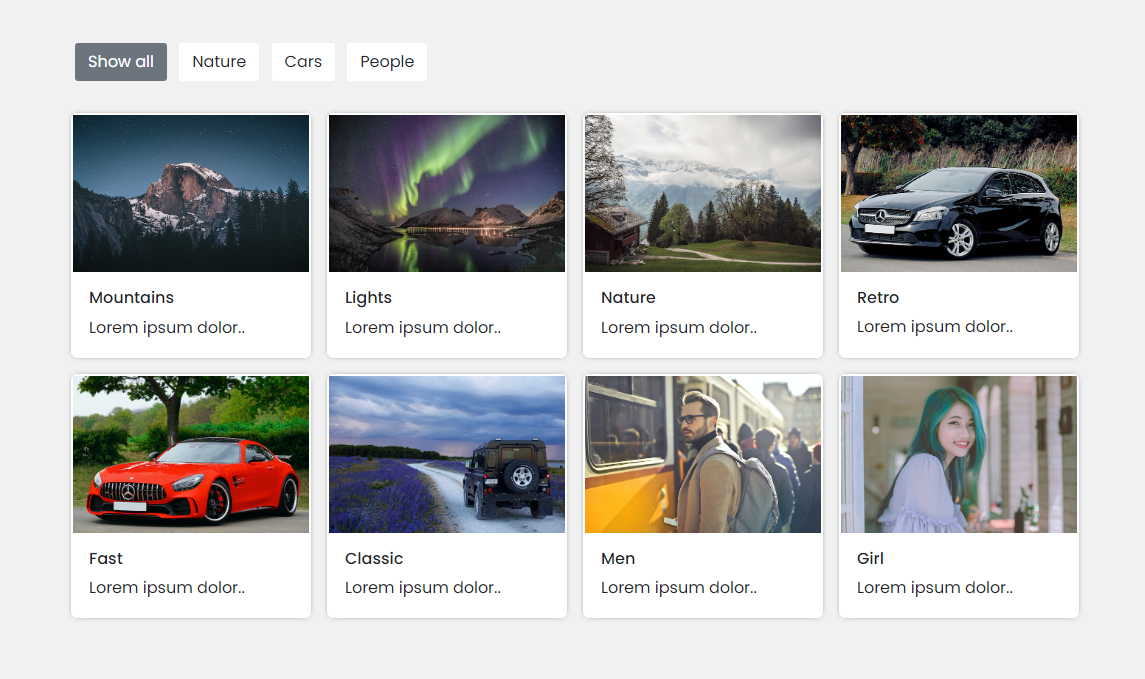 Show all Nature Cars People
Mountains Lights Nature Retro
Lorem ipsum dolor.. Lorem ipsum dolor.. Lorem ipsum dolor.. Lorem ipsum dolor..
Fast Classic Men Girl
Lorem ipsum dolor.. Lorem ipsum dolor.. Lorem ipsum dolor.. Lorem ipsum dolor..